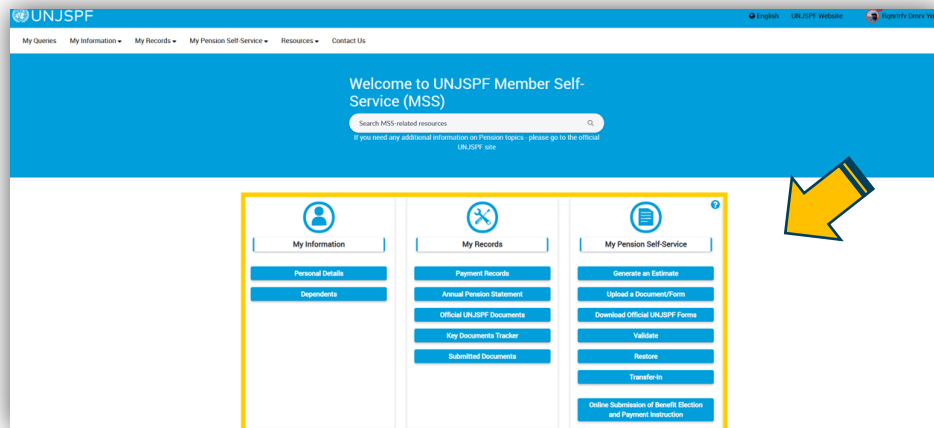 UNJSPF
English UNJSPF Website
My Queries My Information My Records My Pension Self-Service Resources Contact Us
Welcome to UNJSPF Member Self-
Service (MSS)
Search MSS-related resources
If you need any additional information on Pension topics - please go to the official
UNJSPF site
My Information
Personal Details
Dependents
My Records
Payment Records
Annual Pension Statement
Official UNJSPF Documents
Key Documents Tracker
Submitted Documents
?
My Pension Self-Service
Generate an Estimate
Upload a Document/Form
Download Official UNJSPF Forms
Validate
Restore
Transfer-In
Online Submission of Benefit Election
and Payment Instruction